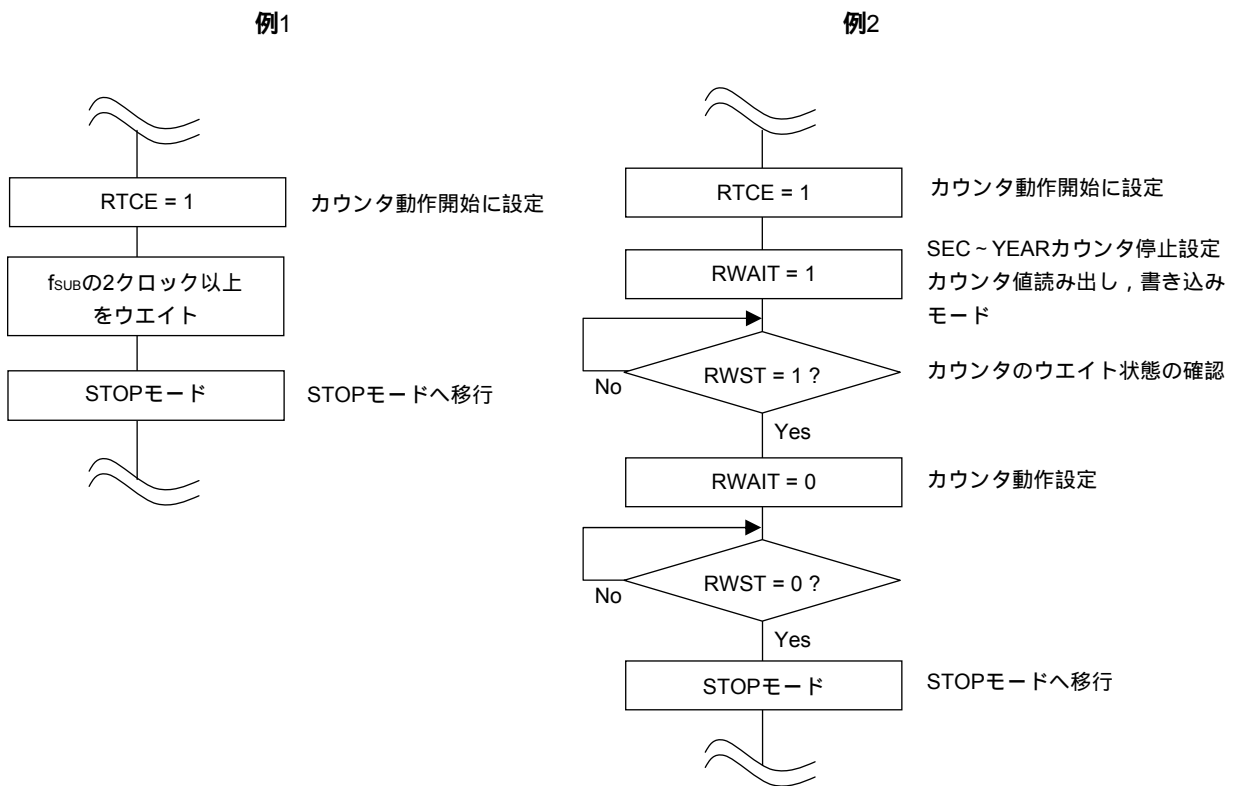 例1
RTCE = 1
カウンタ動作開始に設定
fSUBの2クロック以上
をウエイト
STOPモード
STOPモードへ移行
例2
RTCE = 1
カウンタ動作開始に設定
RWAIT = 1
SEC~YEARカウンタ停止設定
カウンタ値読み出し,書き込み
モード
RWST = 1 ?
カウンタのウエイト状態の確認
No
Yes
RWAIT = 0
カウンタ動作設定
RWST = 0 ?
No
Yes
STOPモード
STOPモードへ移行